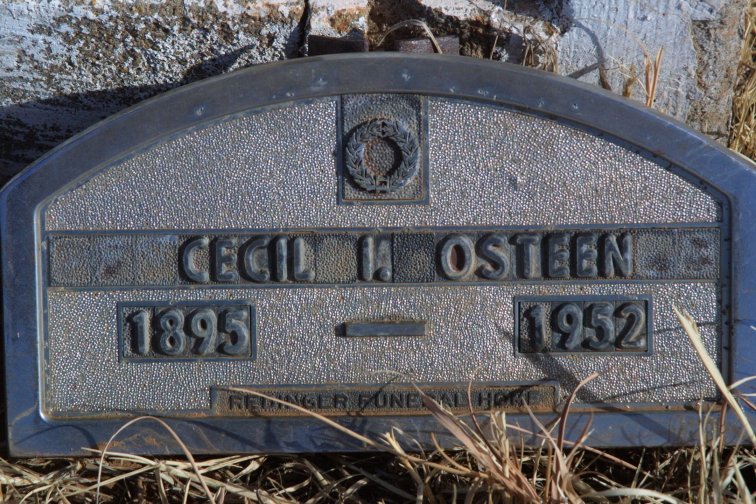 CECIL I. OSTEEN
1895 – 1952
FUNERAL HOME